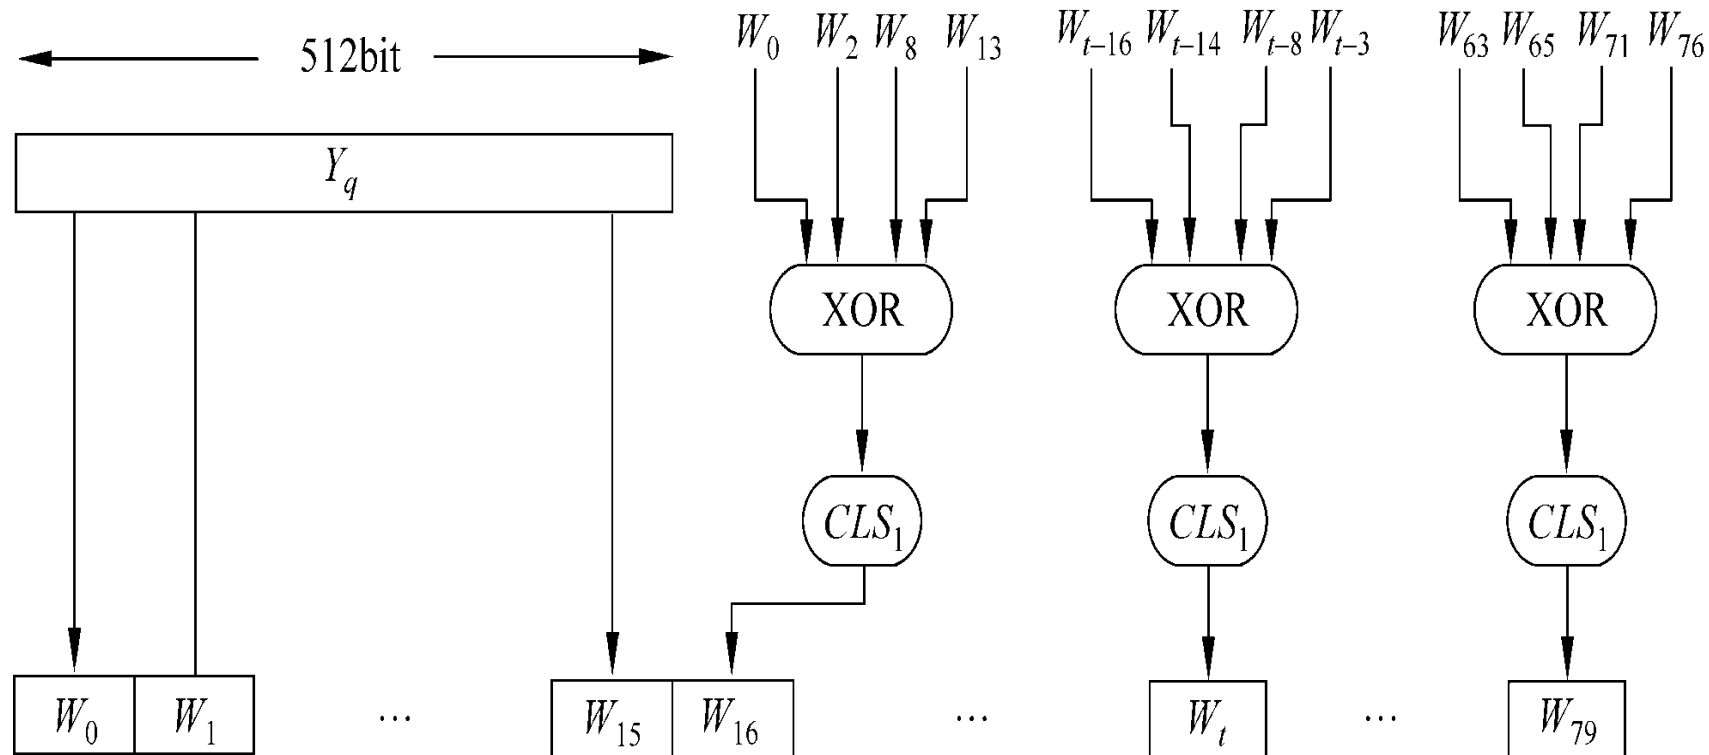 W0 W2 W8 W13 Wt–16 Wt–14 Wt–8 Wt–3 W63 W65 W71 W76
512bit
Yq
XOR XOR XOR
CLS1 CLS1 CLS1
W0 W1 ... W15 W16 ... Wt ... W79